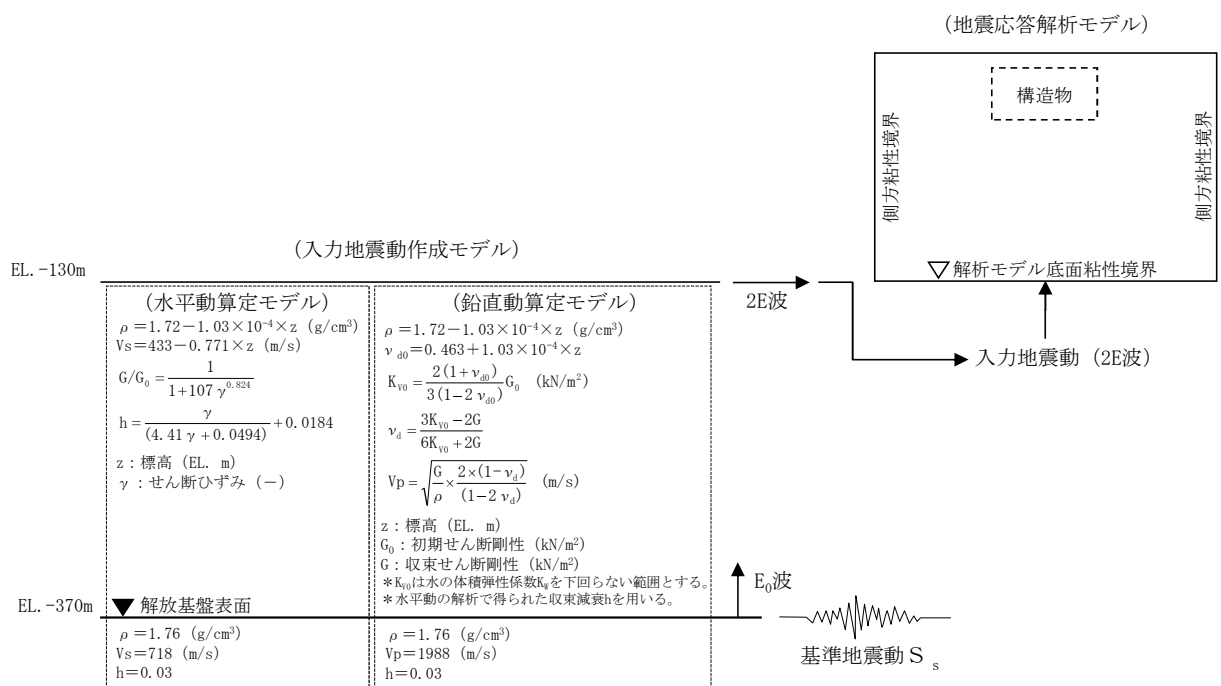 (地震応答解析モデル)
構造物
側方粘性境界
側方粘性境界
▽解析モデル底面粘性境界
(入力地震動作成モデル)
EL.-130m
2E波
入力地震動(2E波)
(水平動算定モデル)
ρ=1.72-1.03×10⁻⁴×z (g/cm³)
Vs=433-0.771×z (m/s)
G/G₀=1/(1+107γ^0.824)
h=γ/(4.41γ+0.0494)+0.0184
z:標高(EL. m)
γ:せん断ひずみ(-)
(鉛直動算定モデル)
ρ=1.72-1.03×10⁻⁴×z (g/cm³)
ν_d0=0.463+1.03×10⁻⁴×z
K_V0=2(1+ν_d0)/3(1-2ν_d0) G₀ (kN/m²)
ν_d=(3K_V0-2G)/(6K_V0+2G)
Vp=√(G/ρ×2×(1-ν_d)/(1-2ν_d)) (m/s)
z:標高(EL. m)
G₀:初期せん断剛性(kN/m²)
G:収束せん断剛性(kN/m²)
*K_V0は水の体積弾性係数K_Wを下回らない範囲とする。
*水平動の解析で得られた収束減衰hを用いる。
E₀波
EL.-370m
▼解放基盤表面
ρ=1.76 (g/cm³)
Vs=718 (m/s)
h=0.03
ρ=1.76 (g/cm³)
Vp=1988 (m/s)
h=0.03
基準地震動Ss